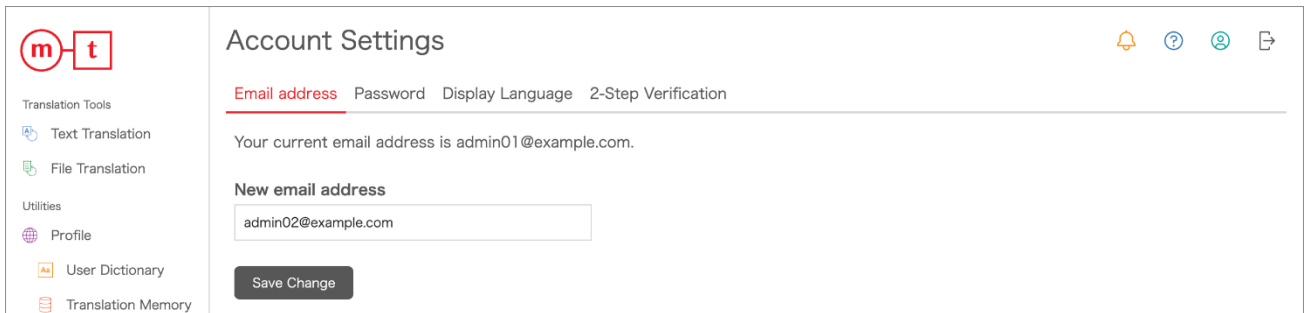 m t
Account Settings
Email address Password Display Language 2-Step Verification
Your current email address is admin01@example.com.
New email address
admin02@example.com
Save Change
Translation Tools
Text Translation
File Translation
Utilities
Profile
Aa User Dictionary
Translation Memory